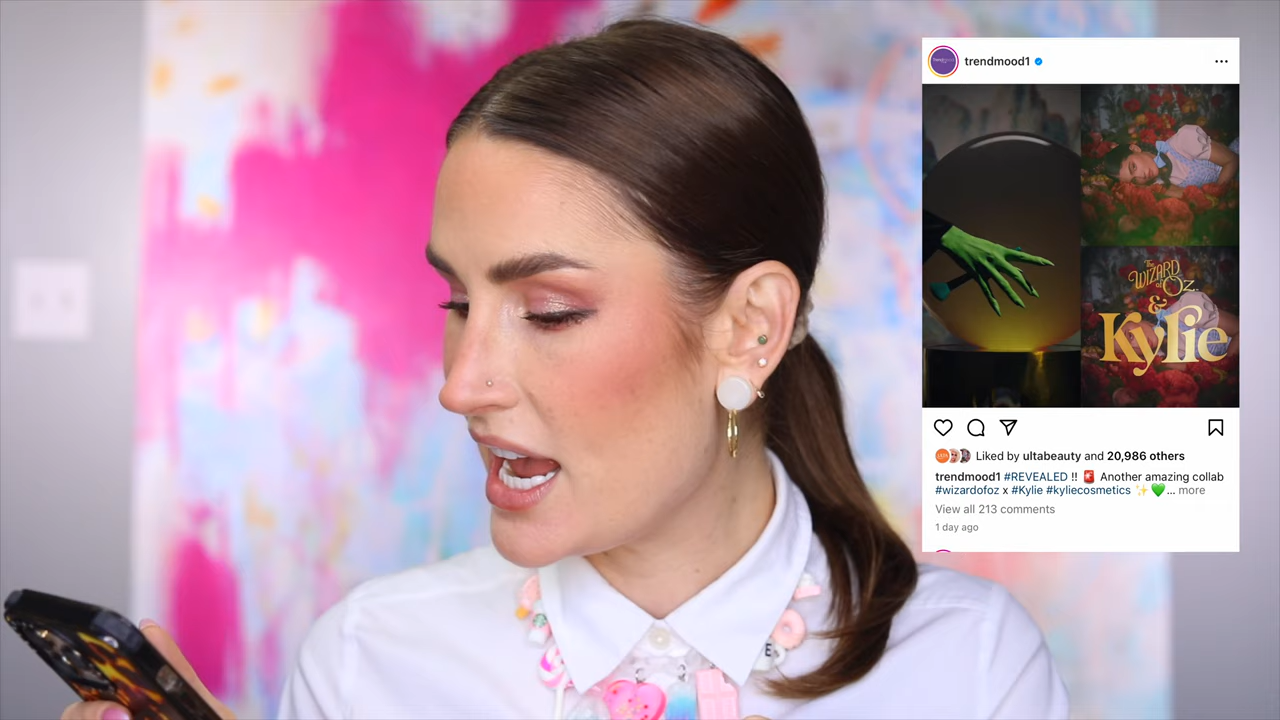 trendmood1
The
WIZARD
of OZ
&
Kylie
Liked by ultabeauty and 20,986 others
trendmood1 #REVEALED !! 🚨 Another amazing collab
#wizardofoz x #Kylie #kyliecosmetics ✨💚... more
View all 213 comments
1 day ago